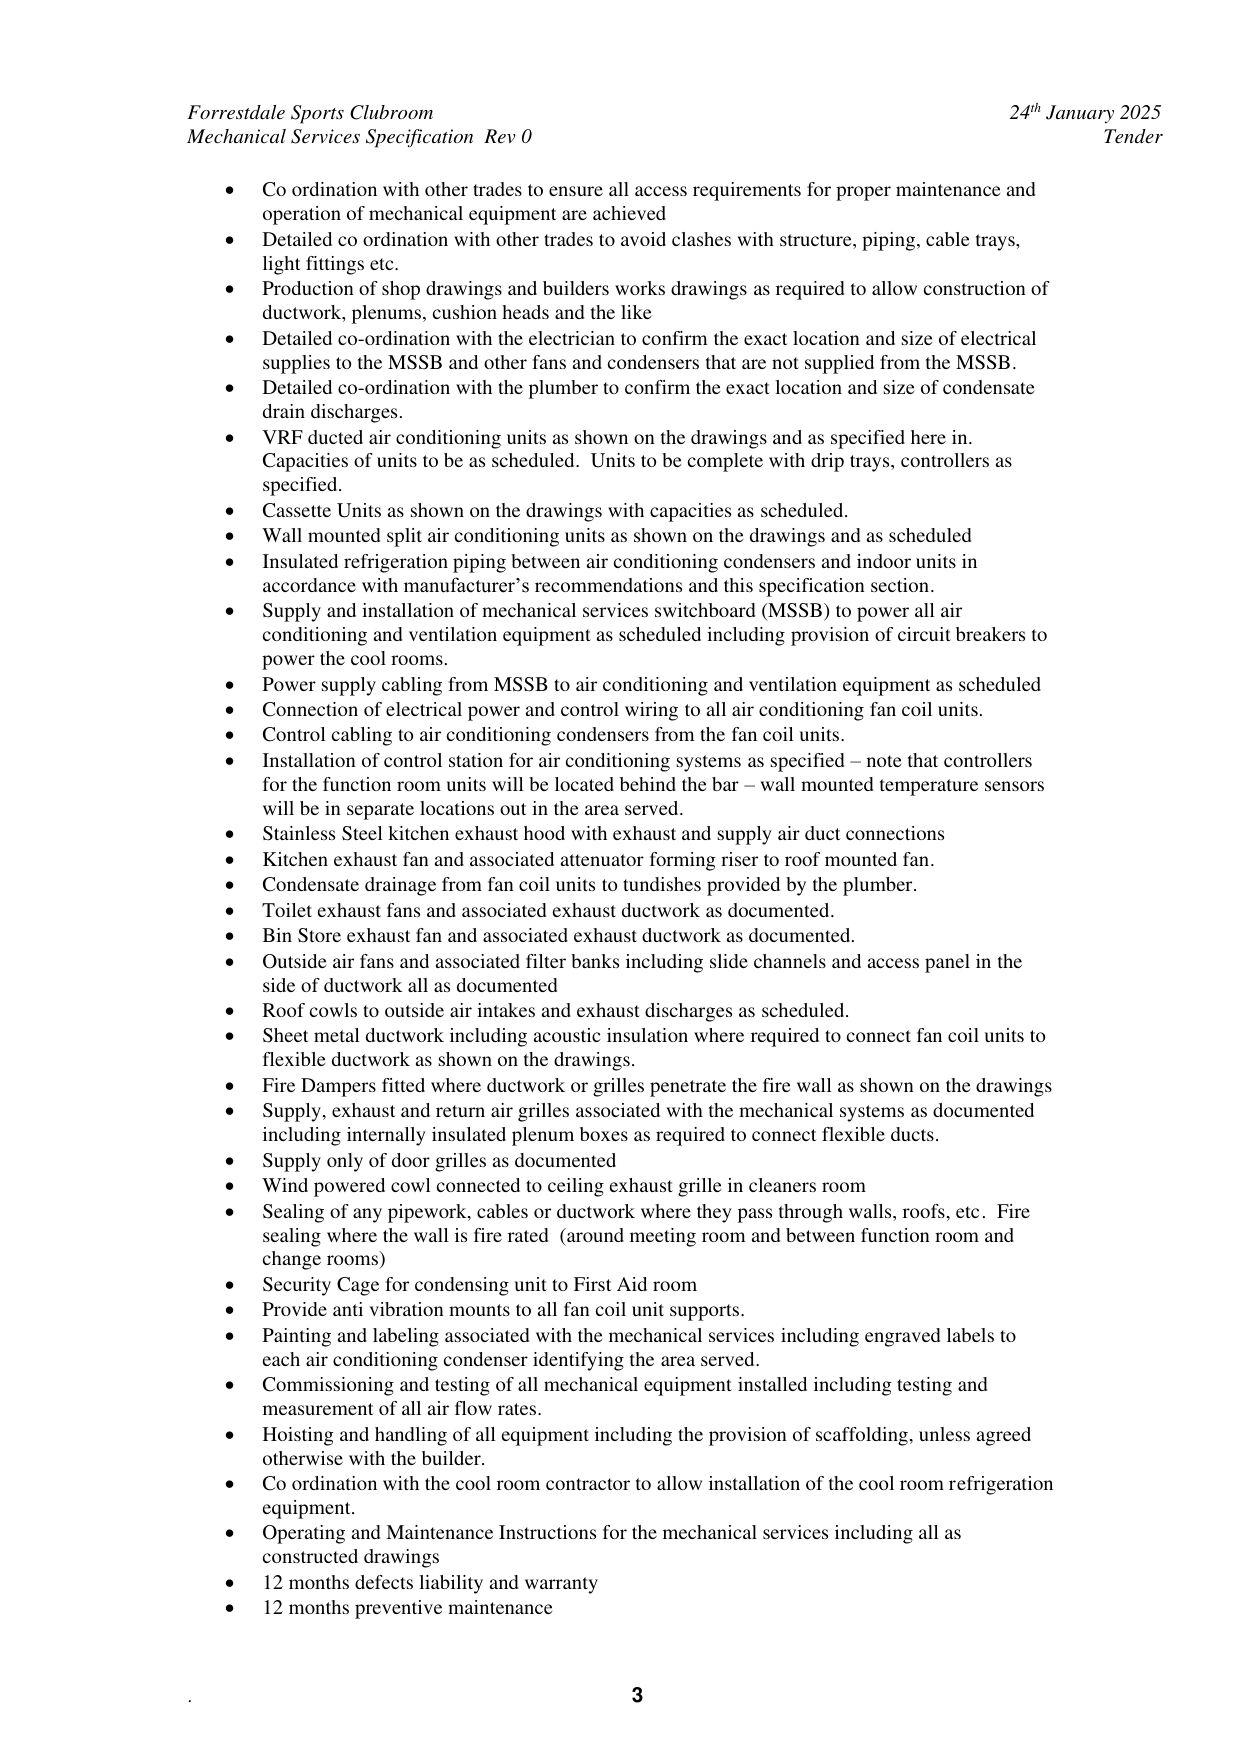 Forrestdale Sports Clubroom
24th January 2025
Mechanical Services Specification  Rev 0
Tender
• Co ordination with other trades to ensure all access requirements for proper maintenance and
operation of mechanical equipment are achieved
• Detailed co ordination with other trades to avoid clashes with structure, piping, cable trays,
light fittings etc.
• Production of shop drawings and builders works drawings as required to allow construction of
ductwork, plenums, cushion heads and the like
• Detailed co-ordination with the electrician to confirm the exact location and size of electrical
supplies to the MSSB and other fans and condensers that are not supplied from the MSSB.
• Detailed co-ordination with the plumber to confirm the exact location and size of condensate
drain discharges.
• VRF ducted air conditioning units as shown on the drawings and as specified here in.
Capacities of units to be as scheduled.  Units to be complete with drip trays, controllers as
specified.
• Cassette Units as shown on the drawings with capacities as scheduled.
• Wall mounted split air conditioning units as shown on the drawings and as scheduled
• Insulated refrigeration piping between air conditioning condensers and indoor units in
accordance with manufacturer’s recommendations and this specification section.
• Supply and installation of mechanical services switchboard (MSSB) to power all air
conditioning and ventilation equipment as scheduled including provision of circuit breakers to
power the cool rooms.
• Power supply cabling from MSSB to air conditioning and ventilation equipment as scheduled
• Connection of electrical power and control wiring to all air conditioning fan coil units.
• Control cabling to air conditioning condensers from the fan coil units.
• Installation of control station for air conditioning systems as specified – note that controllers
for the function room units will be located behind the bar – wall mounted temperature sensors
will be in separate locations out in the area served.
• Stainless Steel kitchen exhaust hood with exhaust and supply air duct connections
• Kitchen exhaust fan and associated attenuator forming riser to roof mounted fan.
• Condensate drainage from fan coil units to tundishes provided by the plumber.
• Toilet exhaust fans and associated exhaust ductwork as documented.
• Bin Store exhaust fan and associated exhaust ductwork as documented.
• Outside air fans and associated filter banks including slide channels and access panel in the
side of ductwork all as documented
• Roof cowls to outside air intakes and exhaust discharges as scheduled.
• Sheet metal ductwork including acoustic insulation where required to connect fan coil units to
flexible ductwork as shown on the drawings.
• Fire Dampers fitted where ductwork or grilles penetrate the fire wall as shown on the drawings
• Supply, exhaust and return air grilles associated with the mechanical systems as documented
including internally insulated plenum boxes as required to connect flexible ducts.
• Supply only of door grilles as documented
• Wind powered cowl connected to ceiling exhaust grille in cleaners room
• Sealing of any pipework, cables or ductwork where they pass through walls, roofs, etc.  Fire
sealing where the wall is fire rated  (around meeting room and between function room and
change rooms)
• Security Cage for condensing unit to First Aid room
• Provide anti vibration mounts to all fan coil unit supports.
• Painting and labeling associated with the mechanical services including engraved labels to
each air conditioning condenser identifying the area served.
• Commissioning and testing of all mechanical equipment installed including testing and
measurement of all air flow rates.
• Hoisting and handling of all equipment including the provision of scaffolding, unless agreed
otherwise with the builder.
• Co ordination with the cool room contractor to allow installation of the cool room refrigeration
equipment.
• Operating and Maintenance Instructions for the mechanical services including all as
constructed drawings
• 12 months defects liability and warranty
• 12 months preventive maintenance
.
3